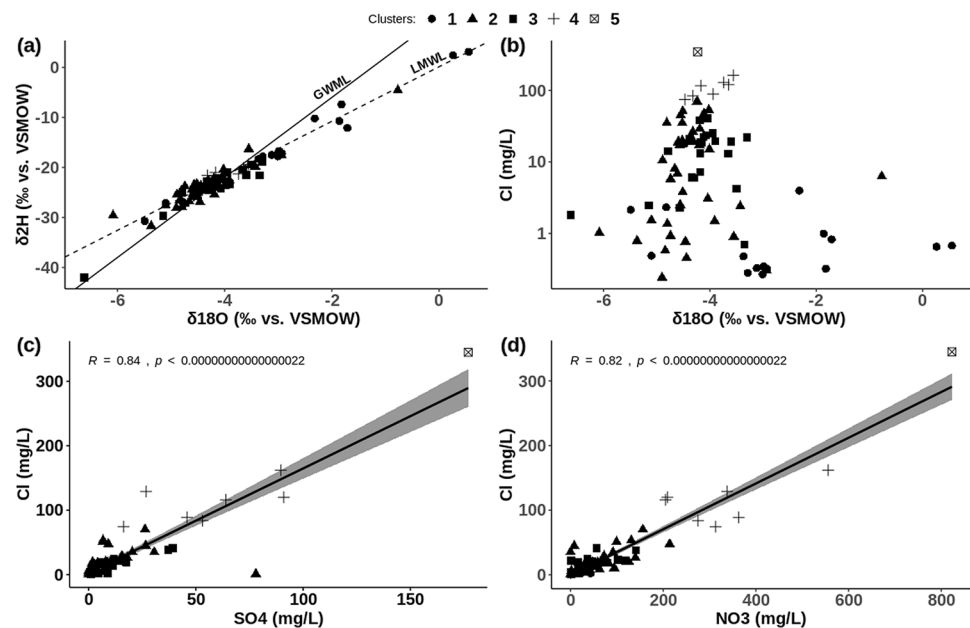 Clusters: 1 2 3 4 5
(a)
GWML
LMWL
0
-10
-20
-30
-40
δ2H (‰ vs. VSMOW)
-6 -4 -2 0
δ18O (‰ vs. VSMOW)
(b)
100
10
1
Cl (mg/L)
-6 -4 -2 0
δ18O (‰ vs. VSMOW)
(c)
R = 0.84 , p < 0.00000000000000022
300
200
100
0
Cl (mg/L)
0 50 100 150
SO4 (mg/L)
(d)
R = 0.82 , p < 0.00000000000000022
300
200
100
0
Cl (mg/L)
0 200 400 600 800
NO3 (mg/L)